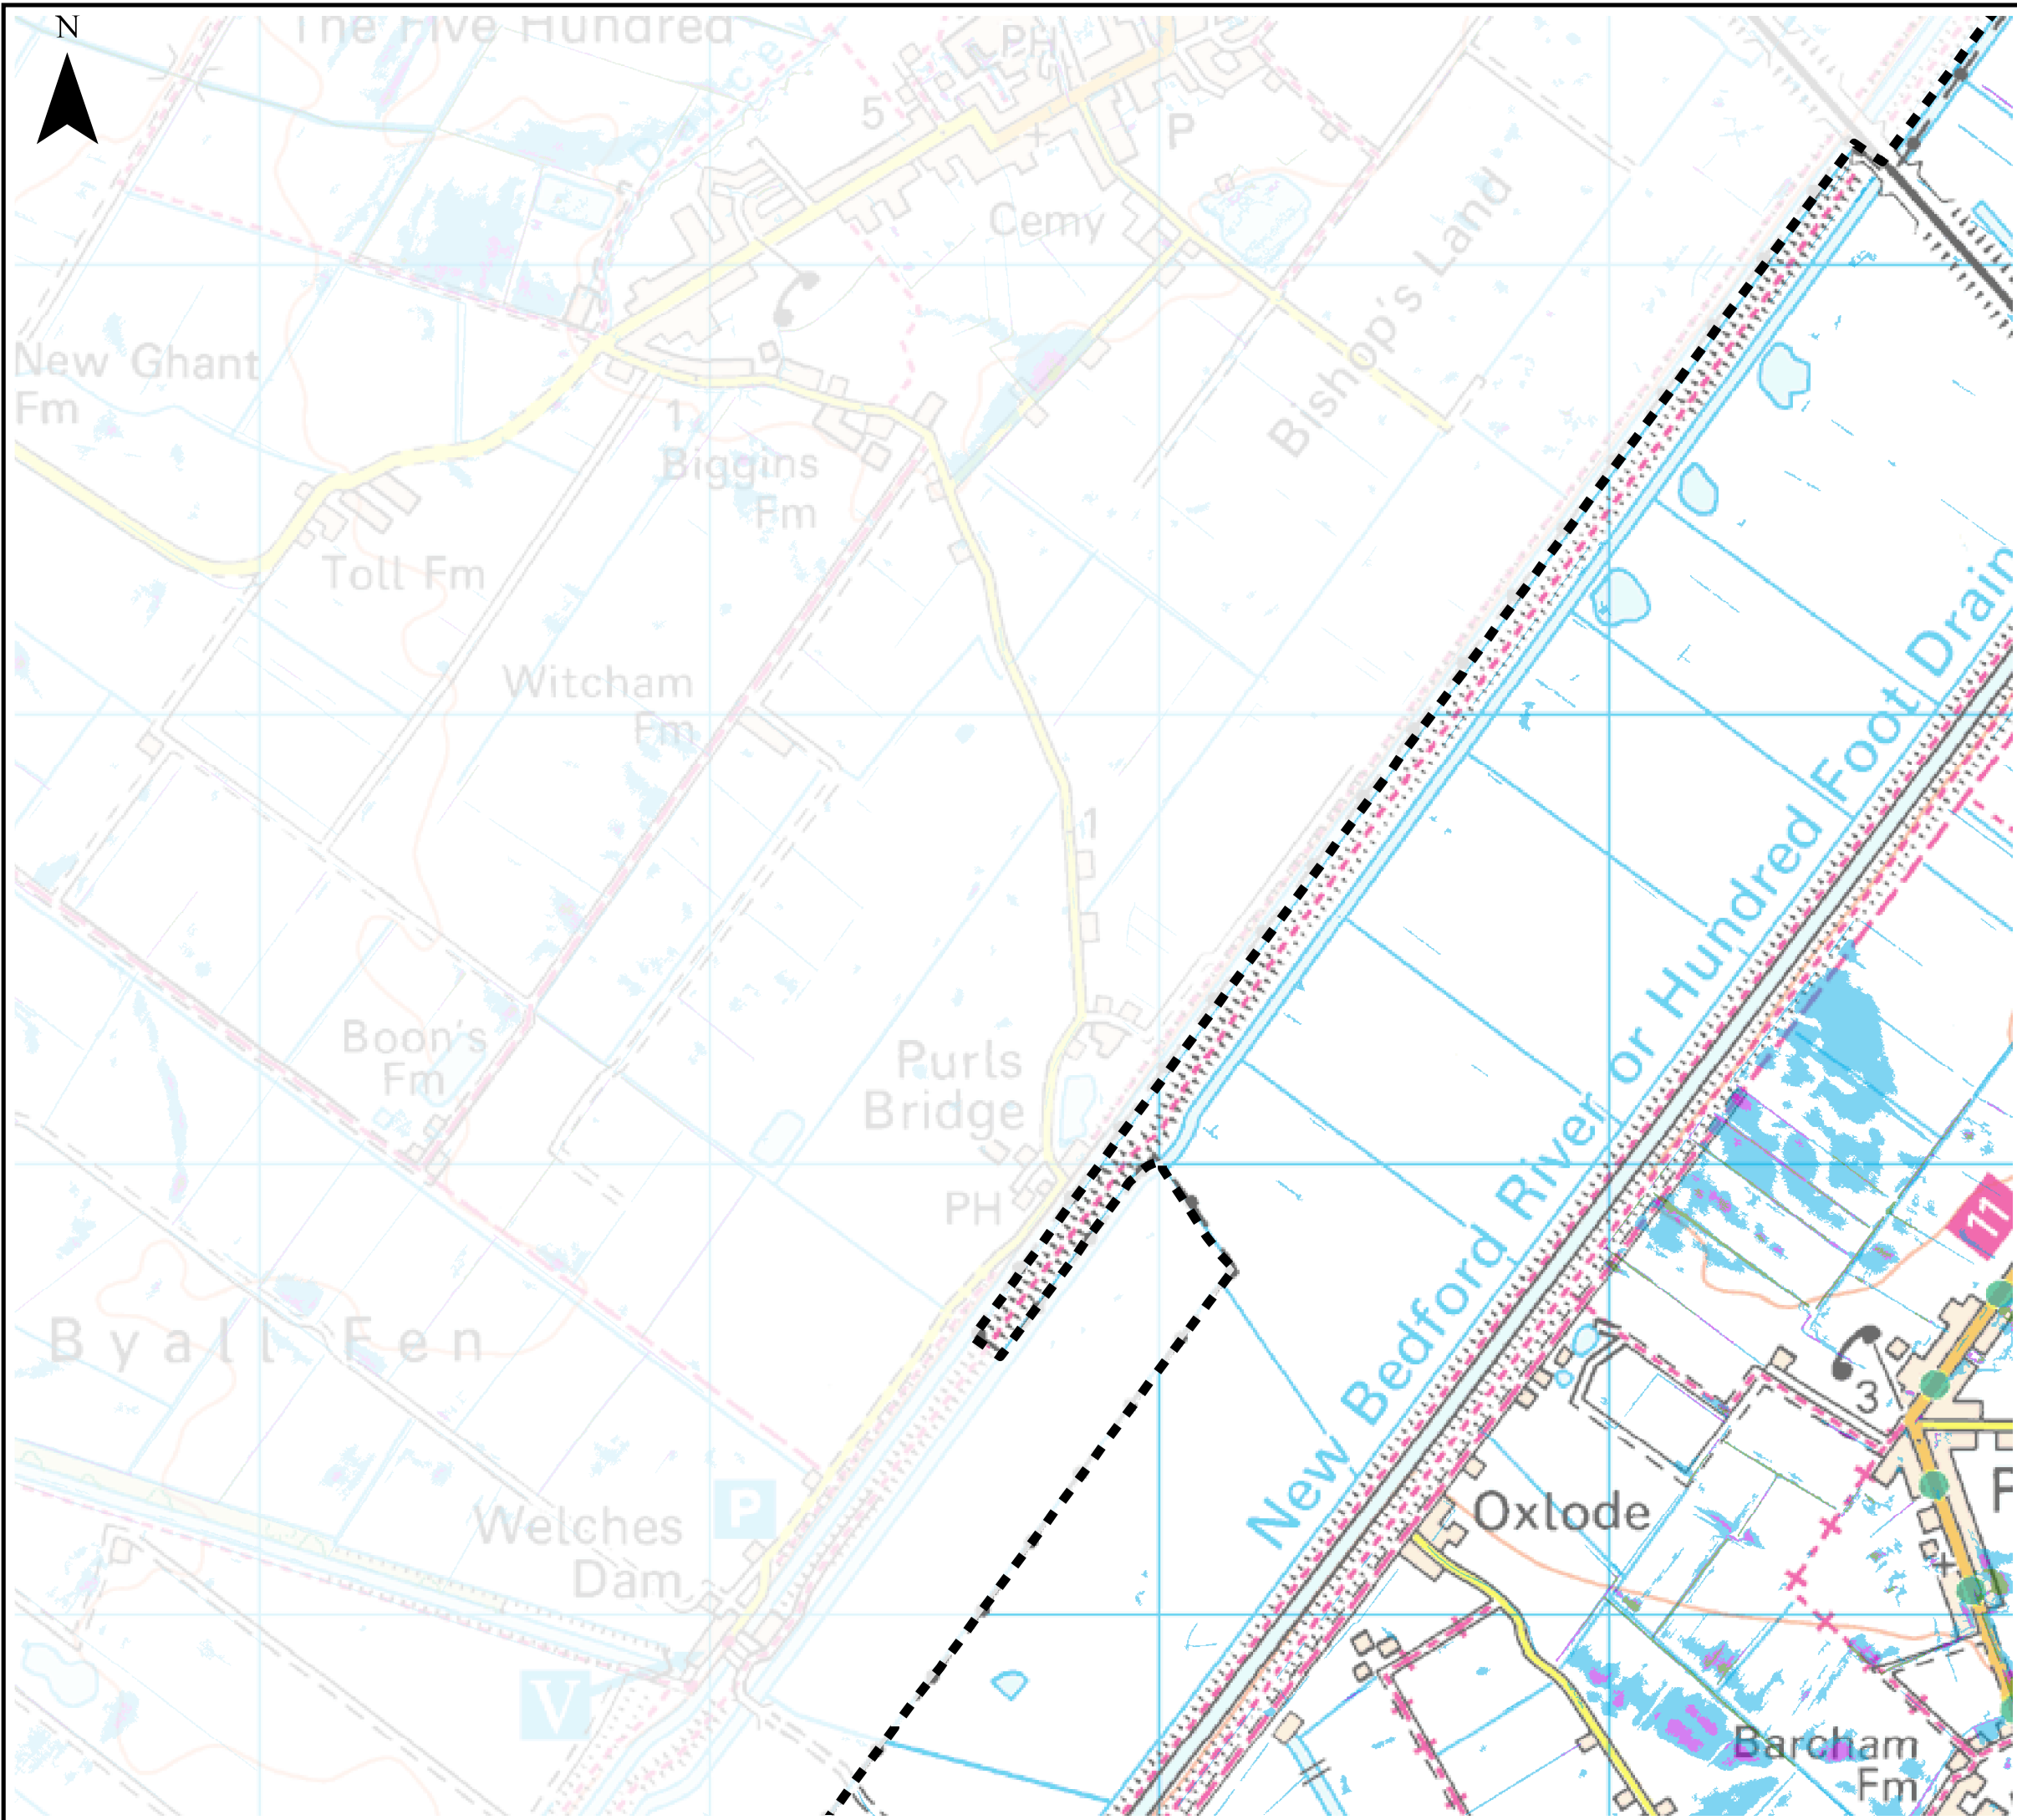 N
The Five Hundred
PH
5
P
Cemy
Bishop's Land
New Ghant
Fm
1
Biggins
Fm
Toll Fm
Witcham
Fm
1
New Bedford River or Hundred Foot Drain
Boon's
Fm
Purls
Bridge
PH
11
Byall Fen
3
P
Welches
Dam
Oxlode
P
V
Barcham
Fm